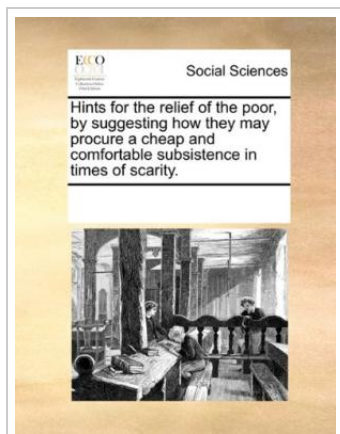 ECCO
Social Sciences
Hints for the relief of the poor,
by suggesting how they may
procure a cheap and
comfortable subsistence in
times of scarity.